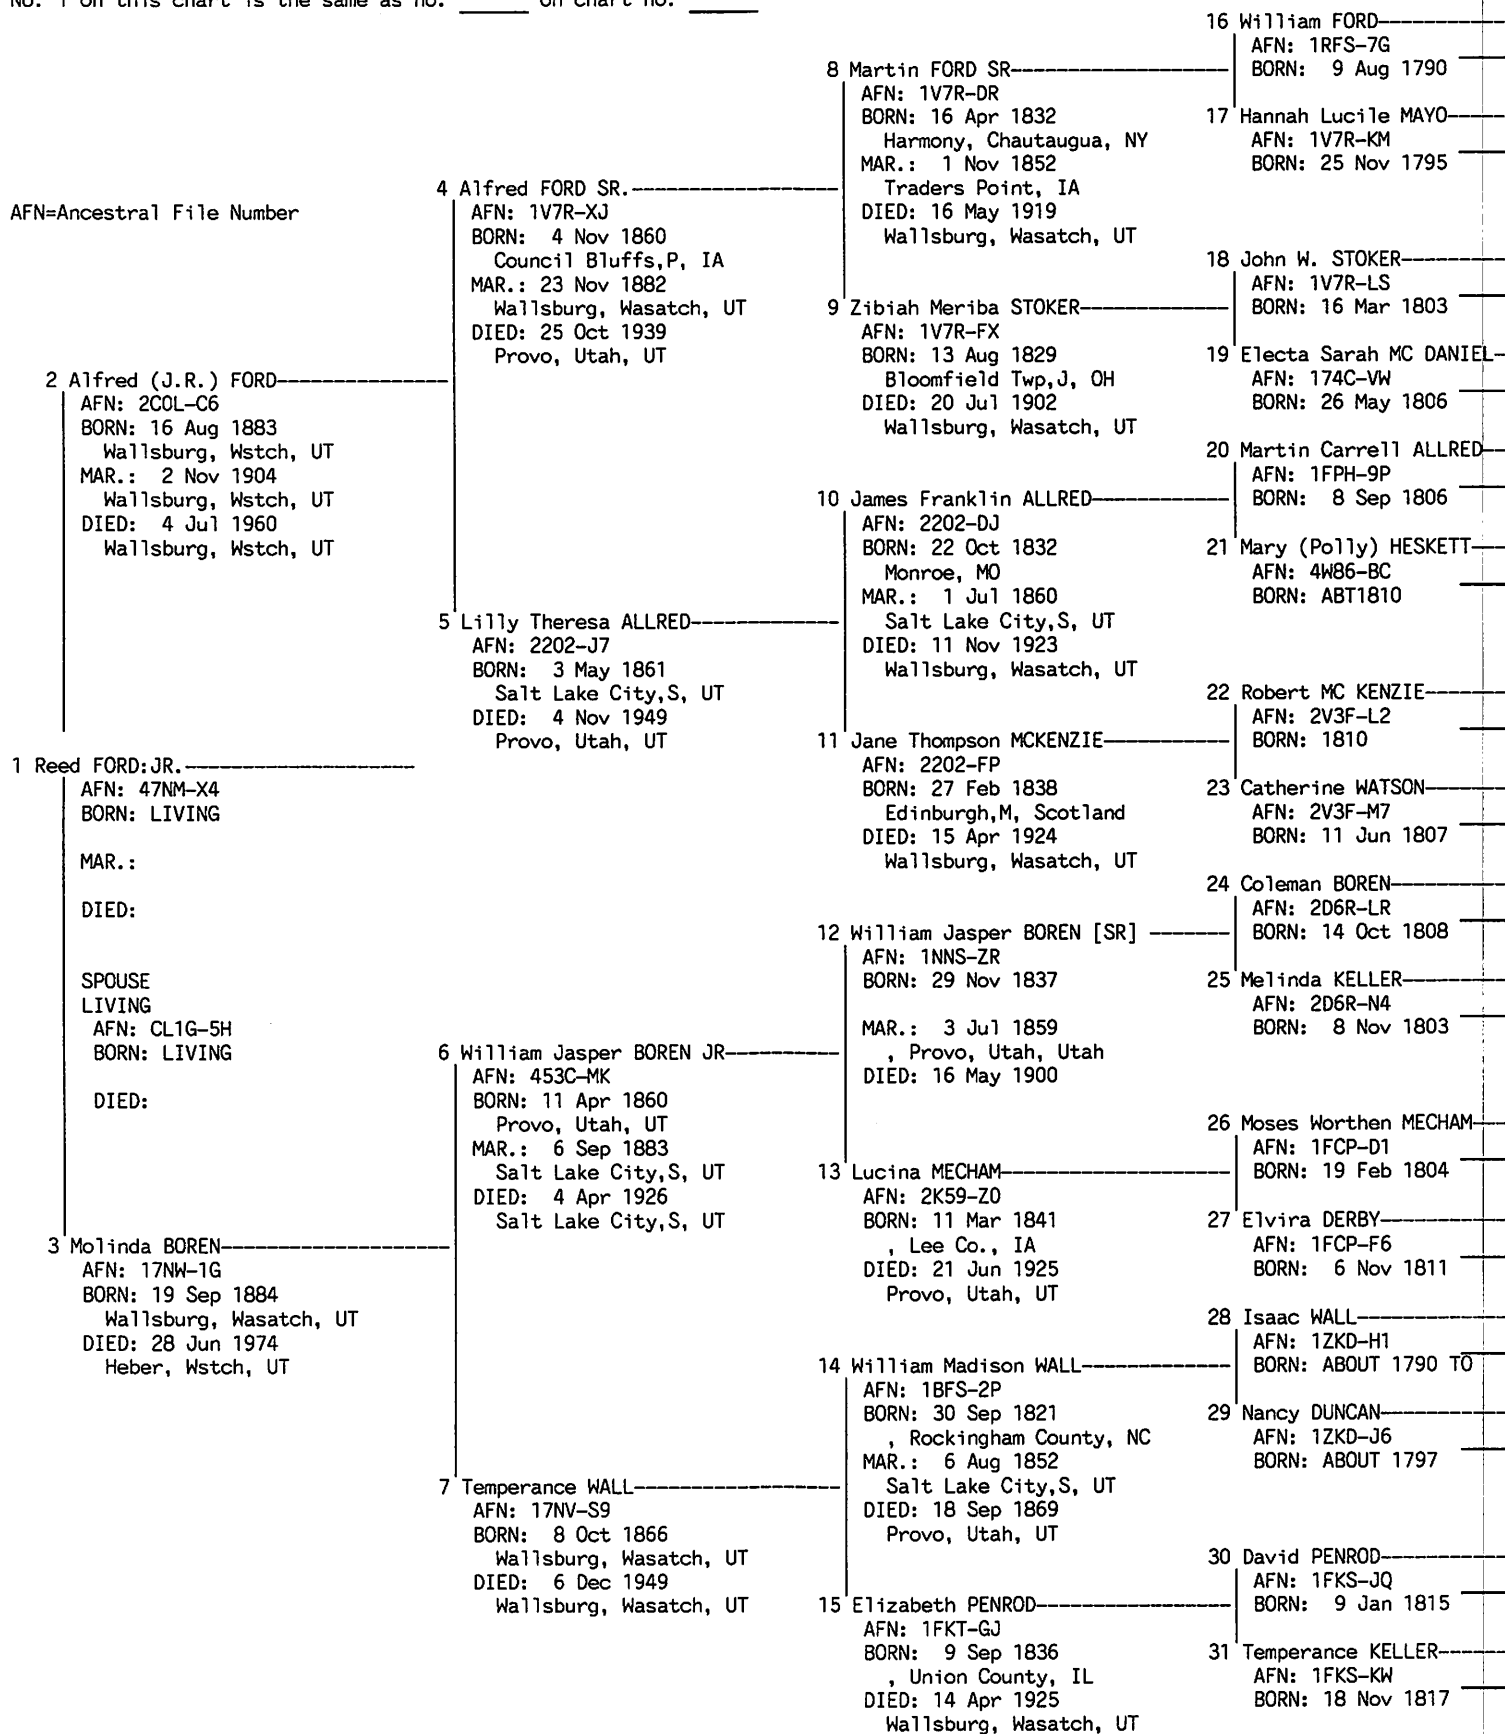 No. 1 on this chart is the same as no. _____ on chart no. _____
AFN=Ancestral File Number
1 Reed FORD:JR.
AFN: 47NM-X4
BORN: LIVING
MAR.:
DIED:
SPOUSE
LIVING
AFN: CL1G-5H
BORN: LIVING
DIED:
2 Alfred (J.R.) FORD
AFN: 2C0L-C6
BORN: 16 Aug 1883
Wallsburg, Wstch, UT
MAR.: 2 Nov 1904
Wallsburg, Wstch, UT
DIED: 4 Jul 1960
Wallsburg, Wstch, UT
3 Molinda BOREN
AFN: 17NW-1G
BORN: 19 Sep 1884
Wallsburg, Wasatch, UT
DIED: 28 Jun 1974
Heber, Wstch, UT
4 Alfred FORD SR.
AFN: 1V7R-XJ
BORN: 4 Nov 1860
Council Bluffs,P, IA
MAR.: 23 Nov 1882
Wallsburg, Wasatch, UT
DIED: 25 Oct 1939
Provo, Utah, UT
5 Lilly Theresa ALLRED
AFN: 2202-J7
BORN: 3 May 1861
Salt Lake City,S, UT
DIED: 4 Nov 1949
Provo, Utah, UT
6 William Jasper BOREN JR
AFN: 453C-MK
BORN: 11 Apr 1860
Provo, Utah, UT
MAR.: 6 Sep 1883
Salt Lake City,S, UT
DIED: 4 Apr 1926
Salt Lake City,S, UT
7 Temperance WALL
AFN: 17NV-S9
BORN: 8 Oct 1866
Wallsburg, Wasatch, UT
DIED: 6 Dec 1949
Wallsburg, Wasatch, UT
8 Martin FORD SR
AFN: 1V7R-DR
BORN: 16 Apr 1832
Harmony, Chautaugua, NY
MAR.: 1 Nov 1852
Traders Point, IA
DIED: 16 May 1919
Wallsburg, Wasatch, UT
9 Zibiah Meriba STOKER
AFN: 1V7R-FX
BORN: 13 Aug 1829
Bloomfield Twp,J, OH
DIED: 20 Jul 1902
Wallsburg, Wasatch, UT
10 James Franklin ALLRED
AFN: 2202-DJ
BORN: 22 Oct 1832
Monroe, MO
MAR.: 1 Jul 1860
Salt Lake City,S, UT
DIED: 11 Nov 1923
Wallsburg, Wasatch, UT
11 Jane Thompson MCKENZIE
AFN: 2202-FP
BORN: 27 Feb 1838
Edinburgh,M, Scotland
DIED: 15 Apr 1924
Wallsburg, Wasatch, UT
12 William Jasper BOREN [SR]
AFN: 1NNS-ZR
BORN: 29 Nov 1837
MAR.: 3 Jul 1859
, Provo, Utah, Utah
DIED: 16 May 1900
13 Lucina MECHAM
AFN: 2K59-Z0
BORN: 11 Mar 1841
, Lee Co., IA
DIED: 21 Jun 1925
Provo, Utah, UT
14 William Madison WALL
AFN: 1BFS-2P
BORN: 30 Sep 1821
, Rockingham County, NC
MAR.: 6 Aug 1852
Salt Lake City,S, UT
DIED: 18 Sep 1869
Provo, Utah, UT
15 Elizabeth PENROD
AFN: 1FKT-GJ
BORN: 9 Sep 1836
, Union County, IL
DIED: 14 Apr 1925
Wallsburg, Wasatch, UT
16 William FORD
AFN: 1RFS-7G
BORN: 9 Aug 1790
17 Hannah Lucile MAYO
AFN: 1V7R-KM
BORN: 25 Nov 1795
18 John W. STOKER
AFN: 1V7R-LS
BORN: 16 Mar 1803
19 Electa Sarah MC DANIEL
AFN: 174C-VW
BORN: 26 May 1806
20 Martin Carrell ALLRED
AFN: 1FPH-9P
BORN: 8 Sep 1806
21 Mary (Polly) HESKETT
AFN: 4W86-BC
BORN: ABT1810
22 Robert MC KENZIE
AFN: 2V3F-L2
BORN: 1810
23 Catherine WATSON
AFN: 2V3F-M7
BORN: 11 Jun 1807
24 Coleman BOREN
AFN: 2D6R-LR
BORN: 14 Oct 1808
25 Melinda KELLER
AFN: 2D6R-N4
BORN: 8 Nov 1803
26 Moses Worthen MECHAM
AFN: 1FCP-D1
BORN: 19 Feb 1804
27 Elvira DERBY
AFN: 1FCP-F6
BORN: 6 Nov 1811
28 Isaac WALL
AFN: 1ZKD-H1
BORN: ABOUT 1790 TO
29 Nancy DUNCAN
AFN: 1ZKD-J6
BORN: ABOUT 1797
30 David PENROD
AFN: 1FKS-JQ
BORN: 9 Jan 1815
31 Temperance KELLER
AFN: 1FKS-KW
BORN: 18 Nov 1817